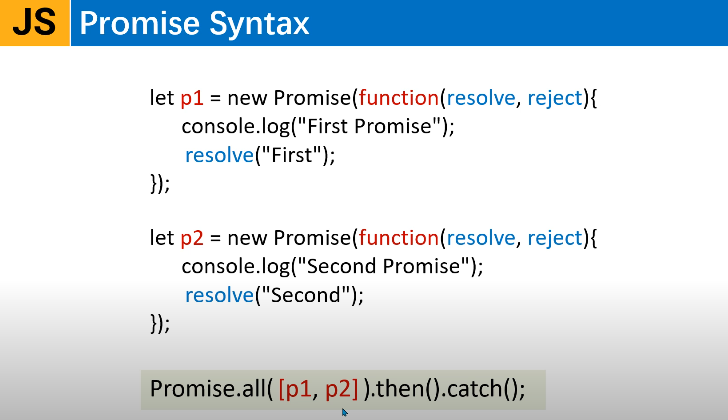 JS Promise Syntax
let p1 = new Promise(function(resolve, reject){
console.log("First Promise");
resolve("First");
});
let p2 = new Promise(function(resolve, reject){
console.log("Second Promise");
resolve("Second");
});
Promise.all( [p1, p2] ).then().catch();